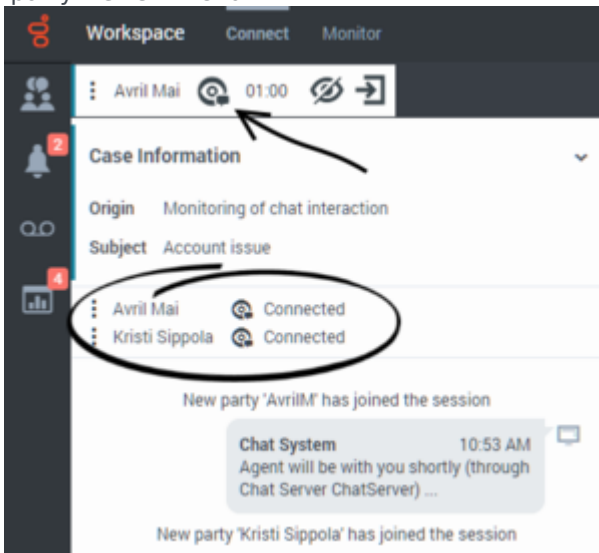 Workspace Connect Monitor
Avril Mai 01:00
2
Case Information
Origin Monitoring of chat interaction
Subject Account issue
4
Avril Mai Connected
Kristi Sippola Connected
New party 'AvrilM' has joined the session
Chat System 10:53 AM
Agent will be with you shortly (through
Chat Server ChatServer) ...
New party 'Kristi Sippola' has joined the session